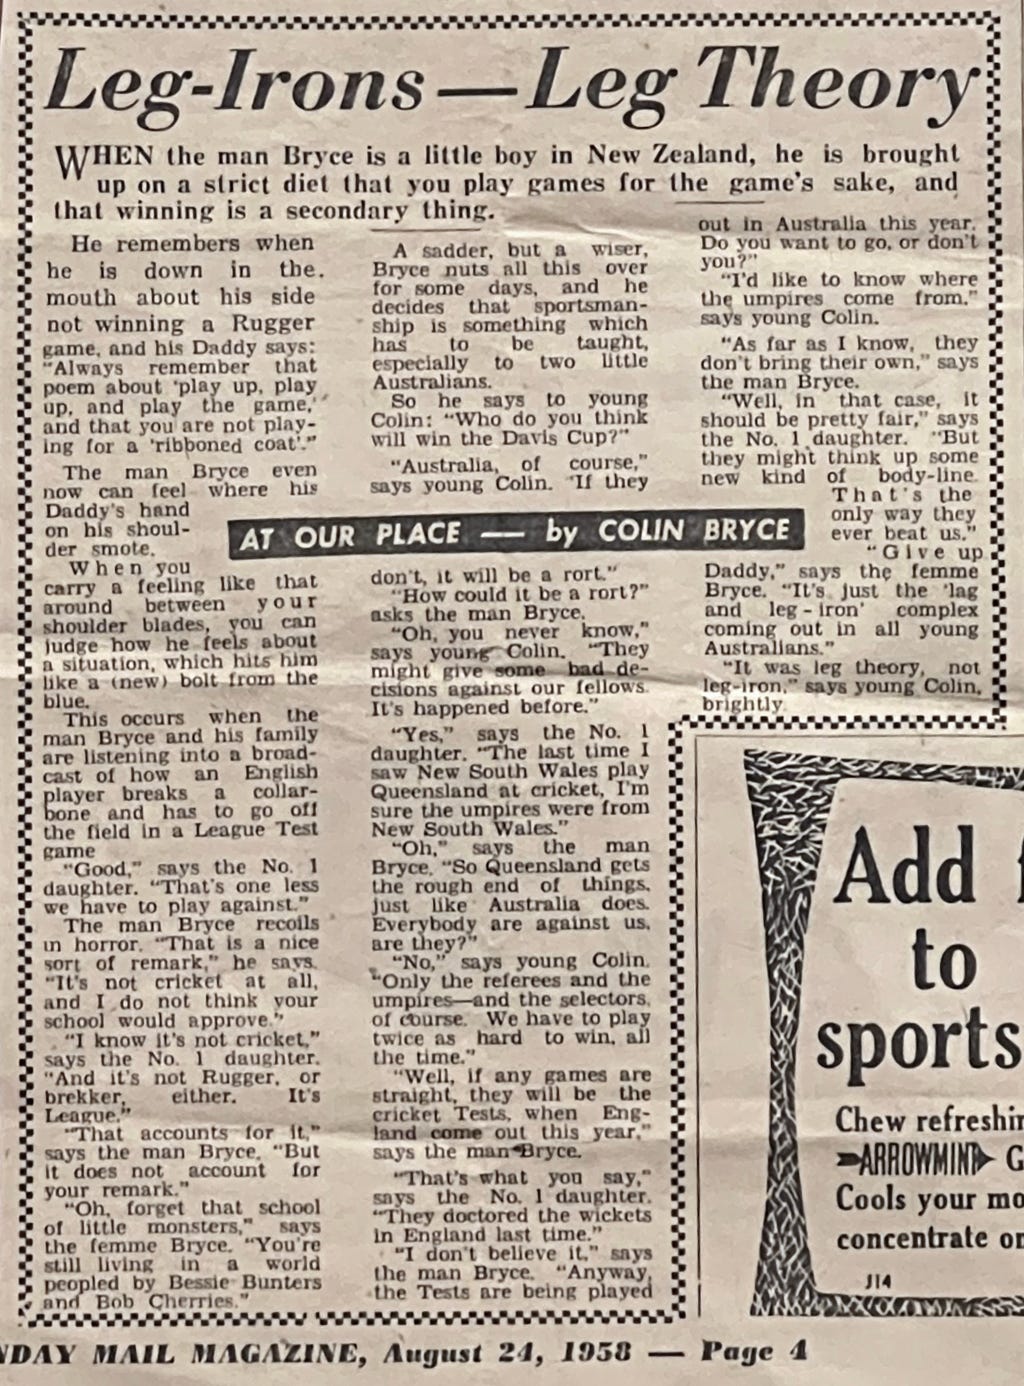 Leg-Irons — Leg Theory
WHEN the man Bryce is a little boy in New Zealand, he is brought
up on a strict diet that you play games for the game's sake, and
that winning is a secondary thing.
He remembers when
he is down in the.
mouth about his side
not winning a Rugger
game, and his Daddy says:
"Always remember that
poem about 'play up, play
up, and play the game,'
and that you are not play-
ing for a 'ribboned coat'."
The man Bryce even
now can feel where his
Daddy's hand
on his shoul-
der smote.
When you
carry a feeling like that
around between your
shoulder blades, you can
judge how he feels about
a situation, which hits him
like a (new) bolt from the
blue.
This occurs when the
man Bryce and his family
are listening into a broad-
cast of how an English
player breaks a collar-
bone and has to go off
the field in a League Test
game
"Good," says the No. 1
daughter. "That's one less
we have to play against."
The man Bryce recoils
in horror. "That is a nice
sort of remark," he says.
"It's not cricket at all,
and I do not think your
school would approve."
"I know it's not cricket,"
says the No. 1 daughter.
"And it's not Rugger, or
brekker, either. It's
League."
"That accounts for it,"
says the man Bryce. "But
it does not account for
your remark."
"Oh, forget that school
of little monsters," says
the femme Bryce. "You're
still living in a world
peopled by Bessie Bunters
and Bob Cherries."
A sadder, but a wiser,
Bryce nuts all this over
for some days, and he
decides that sportsman-
ship is something which
has to be taught,
especially to two little
Australians.
So he says to young
Colin: "Who do you think
will win the Davis Cup?"
"Australia, of course,"
says young Colin. "If they
AT OUR PLACE — by COLIN BRYCE
don't, it will be a rort."
"How could it be a rort?"
asks the man Bryce.
"Oh, you never know,"
says young Colin. "They
might give some bad de-
cisions against our fellows.
It's happened before."
"Yes," says the No. 1
daughter. "The last time I
saw New South Wales play
Queensland at cricket, I'm
sure the umpires were from
New South Wales."
"Oh," says the man
Bryce. "So Queensland gets
the rough end of things,
just like Australia does.
Everybody are against us,
are they?"
"No," says young Colin.
"Only the referees and the
umpires—and the selectors,
of course. We have to play
twice as hard to win, all
the time."
"Well, if any games are
straight, they will be the
cricket Tests, when Eng-
land come out this year,"
says the man Bryce.
"That's what you say,"
says the No. 1 daughter.
"They doctored the wickets
in England last time."
"I don't believe it," says
the man Bryce. "Anyway,
the Tests are being played
out in Australia this year.
Do you want to go, or don't
you?"
"I'd like to know where
the umpires come from,"
says young Colin.
"As far as I know, they
don't bring their own," says
the man Bryce.
"Well, in that case, it
should be pretty fair," says
the No. 1 daughter. "But
they might think up some
new kind of body-line.
That's the
only way they
ever beat us."
"Give up
Daddy," says the femme
Bryce. "It's just the 'lag
and leg-iron' complex
coming out in all young
Australians."
"It was leg theory, not
leg-iron," says young Colin,
brightly.
Add
to
sports
Chew refreshin
ARROWMINT G
Cools your mo
concentrate on
J14
NDAY MAIL MAGAZINE, August 24, 1958 — Page 4